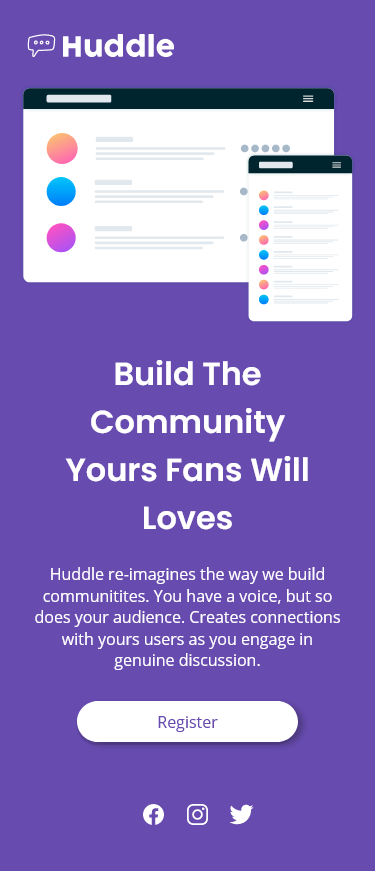 Huddle
Build The
Community
Yours Fans Will
Loves
Huddle re-imagines the way we build
communitites. You have a voice, but so
does your audience. Creates connections
with yours users as you engage in
genuine discussion.
Register